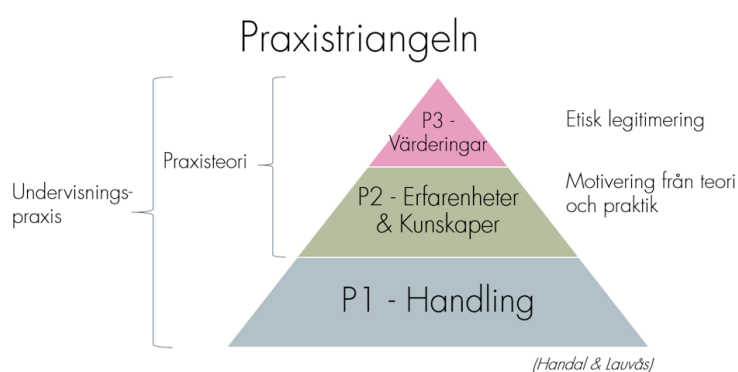 Praxistriangeln
P3 -
Värderingar
Etisk legitimering
Praxisteori
P2 - Erfarenheter
& Kunskaper
Motivering från teori
och praktik
Undervisnings-
praxis
P1 - Handling
(Handal & Lauvås)